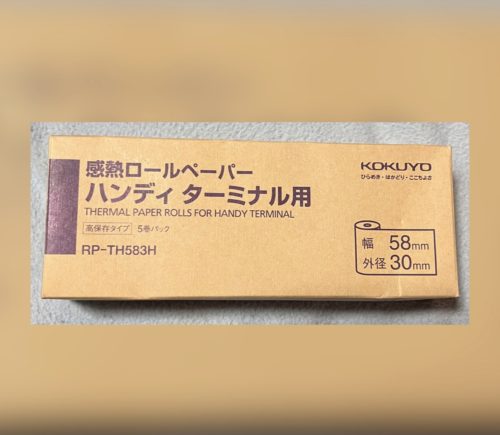 感熱ロールペーパー
ハンディ ターミナル用
THERMAL PAPER ROLLS FOR HANDY TERMINAL
高保存タイプ 5巻パック
RP-TH583H
KOKUYO
ひらめき・はかどり・ここちよさ
幅 58mm
外径 30mm